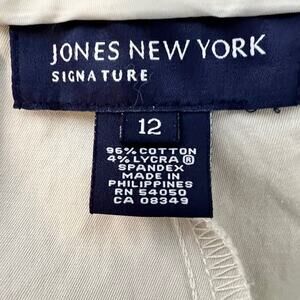 JONES NEW YORK
SIGNATURE
12
96% COTTON
4% LYCRA ®
SPANDEX
MADE IN
PHILIPPINES
RN 54050
CA 08349